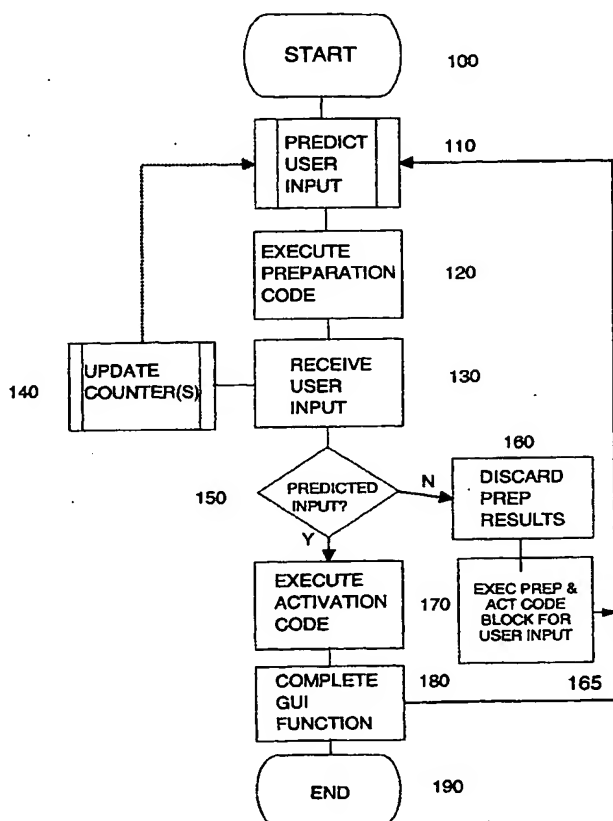 START
100
PREDICT
USER
INPUT
110
EXECUTE
PREPARATION
CODE
120
UPDATE
COUNTER(S)
140
RECEIVE
USER
INPUT
130
150
PREDICTED
INPUT?
N
Y
160
DISCARD
PREP
RESULTS
EXECUTE
ACTIVATION
CODE
170
EXEC PREP &
ACT CODE
BLOCK FOR
USER INPUT
165
COMPLETE
GUI
FUNCTION
180
END
190